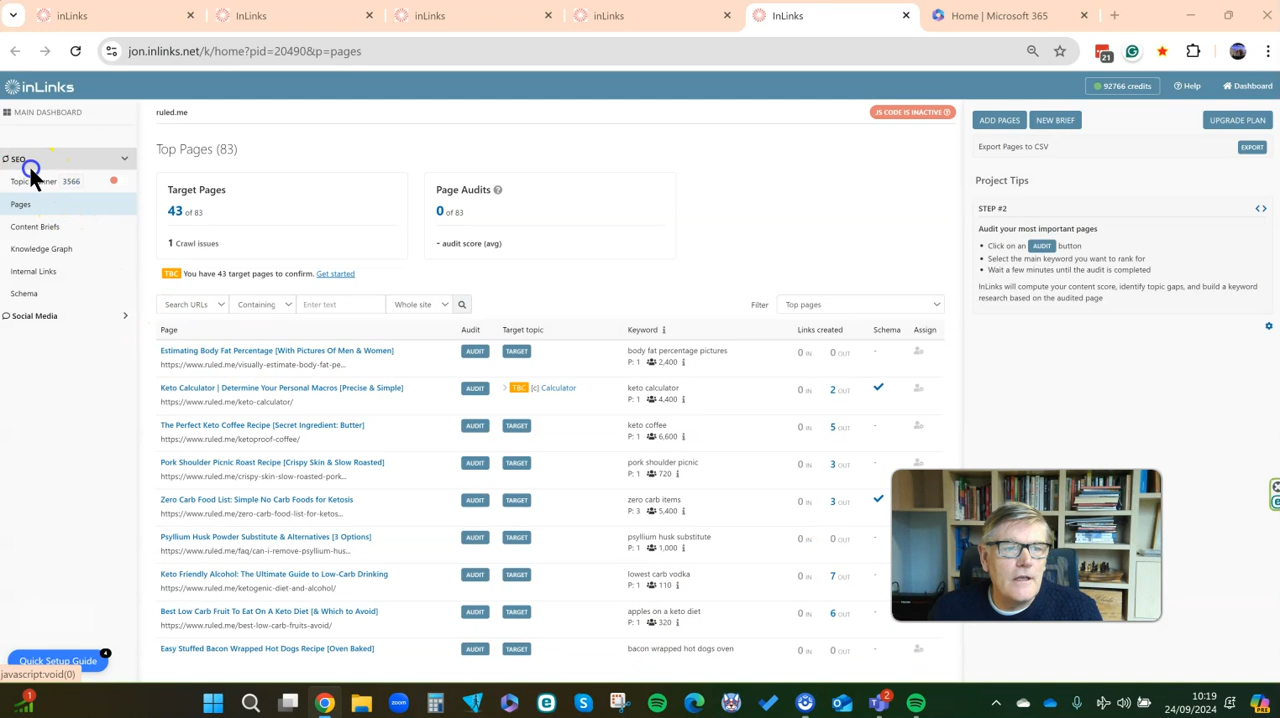 inLinks
InLinks
inLinks
inLinks
InLinks
Home | Microsoft 365
jon.inlinks.net/k/home?pid=20490&p=pages
21
inLinks
92766 credits
Help
Dashboard
MAIN DASHBOARD
SEO
3566
Pages
Content Briefs
Knowledge Graph
Internal Links
Schema
Social Media
Quick Setup Guide
4
javascript:void(0)
ruled.me
JS CODE IS INACTIVE
Top Pages (83)
Target Pages
43 of 83
1 Crawl issues
Page Audits
0 of 83
- audit score (avg)
TBC You have 43 target pages to confirm. Get started
Search URLs Containing Enter text Whole site Filter Top pages
Page Audit Target topic Keyword Links created Schema Assign
Estimating Body Fat Percentage [With Pictures Of Men & Women] AUDIT TARGET body fat percentage pictures 0 IN 0 OUT -
https://www.ruled.me/visually-estimate-body-fat-pe... P: 1 2,400
Keto Calculator | Determine Your Personal Macros [Precise & Simple] AUDIT TBC [c] Calculator keto calculator 0 IN 2 OUT
https://www.ruled.me/keto-calculator/ P: 1 4,400
The Perfect Keto Coffee Recipe [Secret Ingredient: Butter] AUDIT TARGET keto coffee 0 IN 5 OUT -
https://www.ruled.me/ketoproof-coffee/ P: 1 6,600
Pork Shoulder Picnic Roast Recipe [Crispy Skin & Slow Roasted] AUDIT TARGET pork shoulder picnic 0 IN 3 OUT -
https://www.ruled.me/crispy-skin-slow-roasted-pork... P: 1 720
Zero Carb Food List: Simple No Carb Foods for Ketosis AUDIT TARGET zero carb items 0 IN 3 OUT
https://www.ruled.me/zero-carb-food-list-for-ketos... P: 3 5,400
Psyllium Husk Powder Substitute & Alternatives [3 Options] AUDIT TARGET psyllium husk substitute 0 IN 0 OUT -
https://www.ruled.me/faq/can-i-remove-psyllium-hus... P: 1 1,000
Keto Friendly Alcohol: The Ultimate Guide to Low-Carb Drinking AUDIT TARGET lowest carb vodka 0 IN 7 OUT -
https://www.ruled.me/ketogenic-diet-and-alcohol/ P: 1 110
Best Low Carb Fruit To Eat On A Keto Diet [& Which to Avoid] AUDIT TARGET apples on a keto diet 0 IN 6 OUT -
https://www.ruled.me/best-low-carb-fruits-avoid/ P: 1 320
Easy Stuffed Bacon Wrapped Hot Dogs Recipe [Oven Baked] AUDIT TARGET bacon wrapped hot dogs oven 0 IN 0 OUT -
ADD PAGES NEW BRIEF UPGRADE PLAN
Export Pages to CSV EXPORT
Project Tips
STEP #2
Audit your most important pages
Click on an AUDIT button
Select the main keyword you want to rank for
Wait a few minutes until the audit is completed
InLinks will compute your content score, identify topic gaps, and build a keyword
research based on the audited page
1
zoom
2
10:19
24/09/2024
PRE